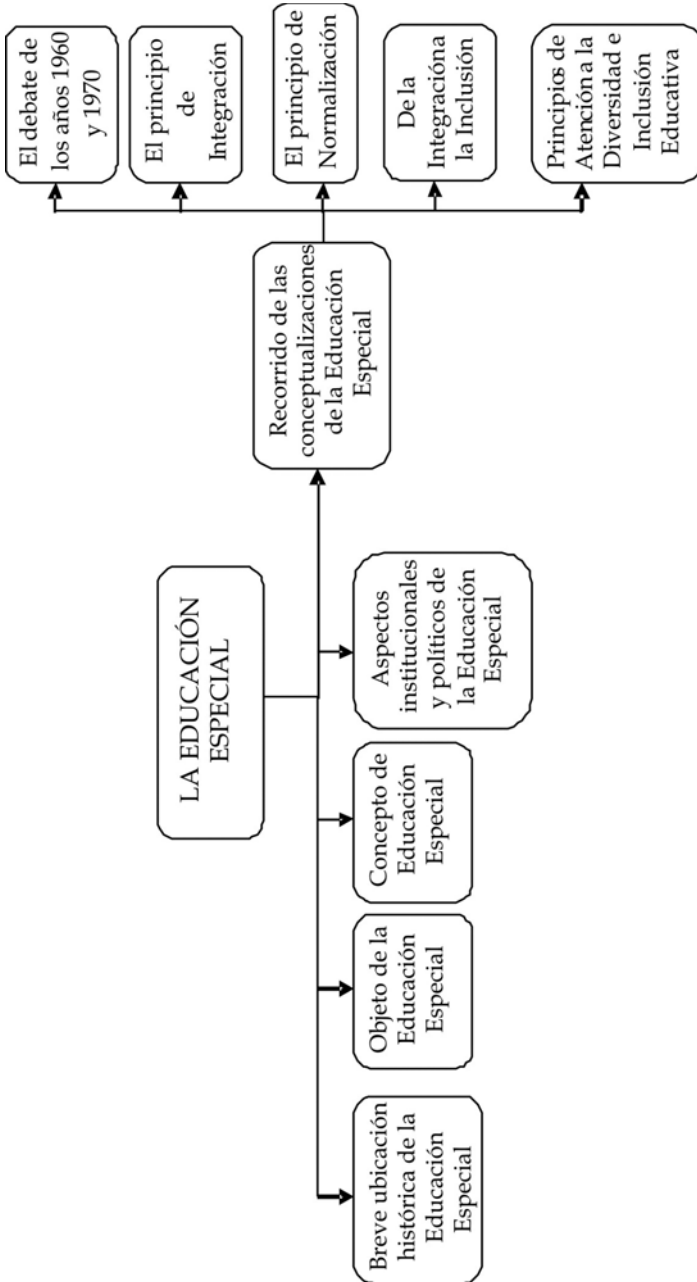 LA EDUCACIÓN
ESPECIAL
Breve ubicación
histórica de la
Educación
Especial
Objeto de la
Educación
Especial
Concepto de
Educación
Especial
Aspectos
institucionales
y políticos de
la Educación
Especial
Recorrido de las
conceptualizaciones
de la Educación
Especial
El debate de
los años 1960
y 1970
El principio
de
Integración
El principio de
Normalización
De la
Integracióna
la Inclusión
Principios de
Atención a la
Diversidad e
Inclusión
Educativa